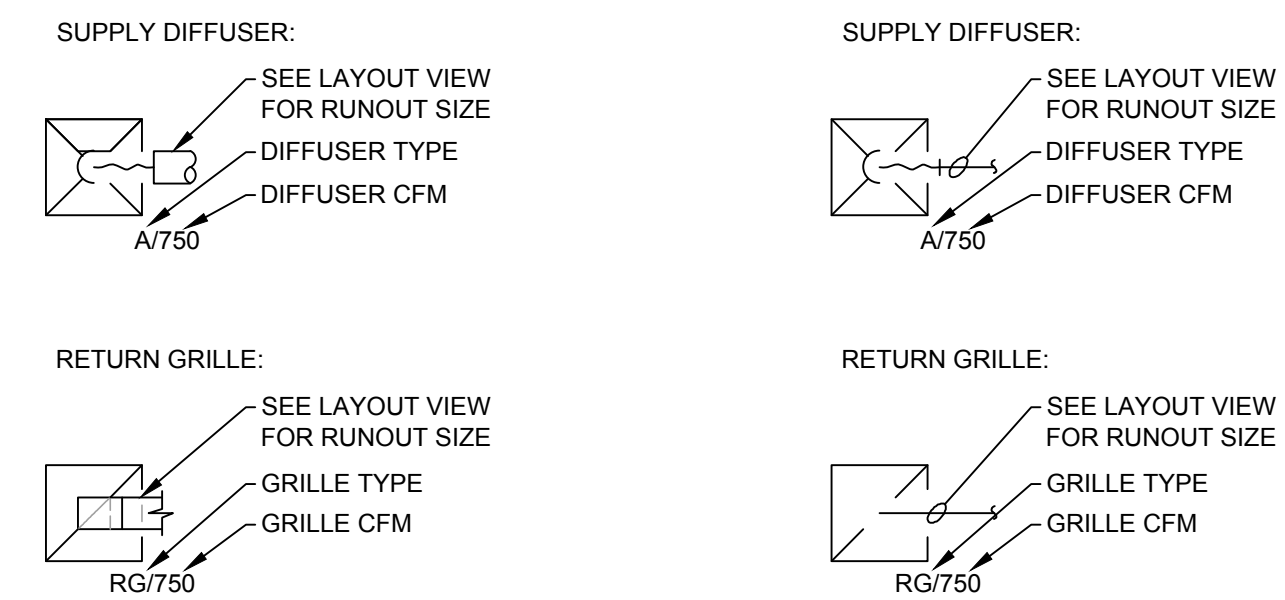 SUPPLY DIFFUSER:
SEE LAYOUT VIEW
FOR RUNOUT SIZE
DIFFUSER TYPE
DIFFUSER CFM
A/750
SUPPLY DIFFUSER:
SEE LAYOUT VIEW
FOR RUNOUT SIZE
DIFFUSER TYPE
DIFFUSER CFM
A/750
RETURN GRILLE:
SEE LAYOUT VIEW
FOR RUNOUT SIZE
GRILLE TYPE
GRILLE CFM
RG/750
RETURN GRILLE:
SEE LAYOUT VIEW
FOR RUNOUT SIZE
GRILLE TYPE
GRILLE CFM
RG/750